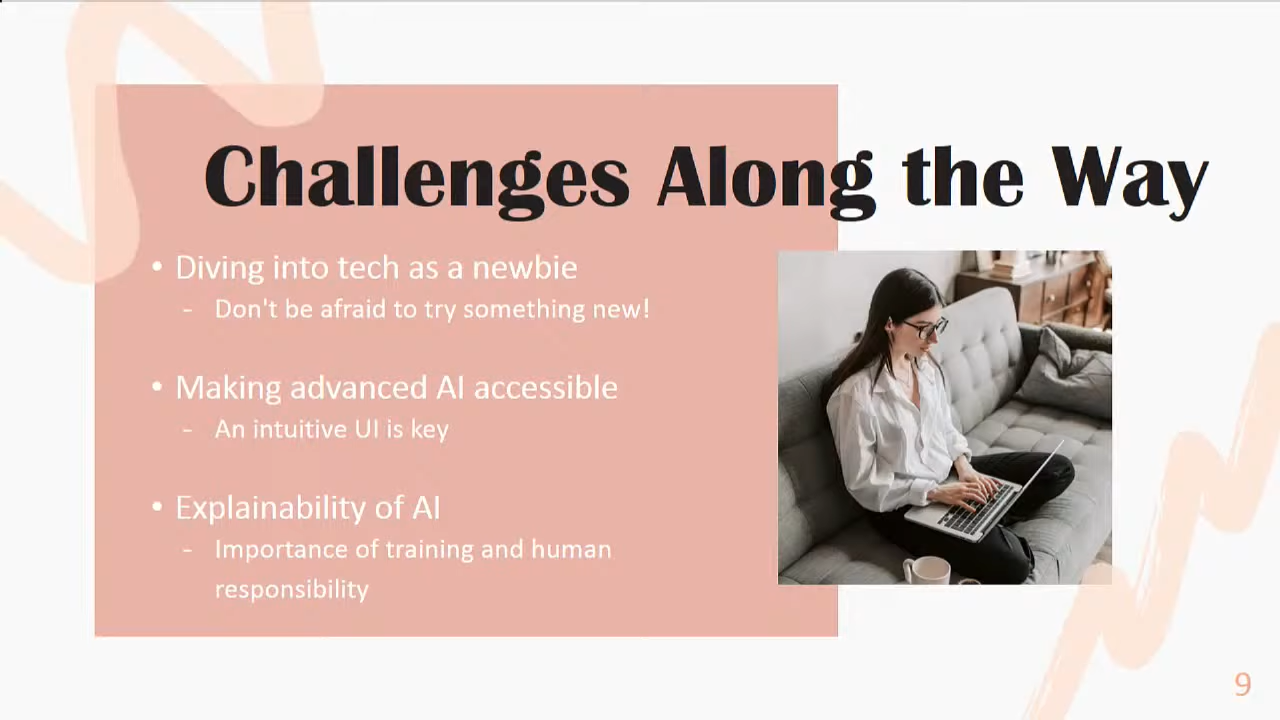 Challenges Along the Way
• Diving into tech as a newbie
- Don't be afraid to try something new!
• Making advanced AI accessible
- An intuitive UI is key
• Explainability of AI
- Importance of training and human
responsibility
9